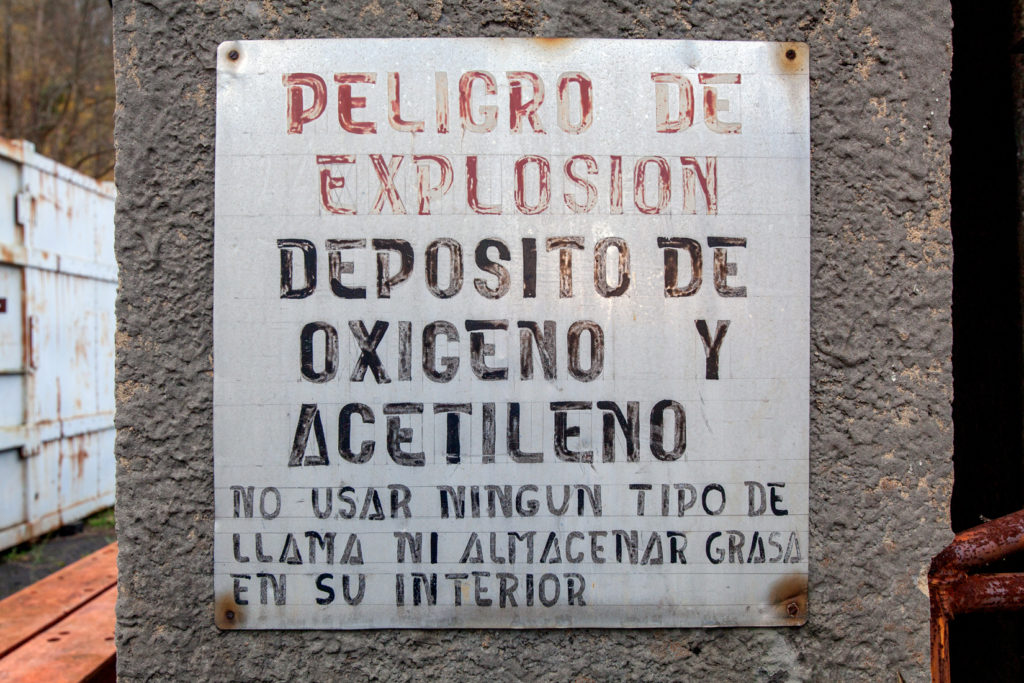 PELIGRO DE
EXPLOSION
DEPOSITO DE
OXIGENO Y
ACETILENO
NO USAR NINGUN TIPO DE
LLAMA NI ALMACENAR GRASA
EN SU INTERIOR